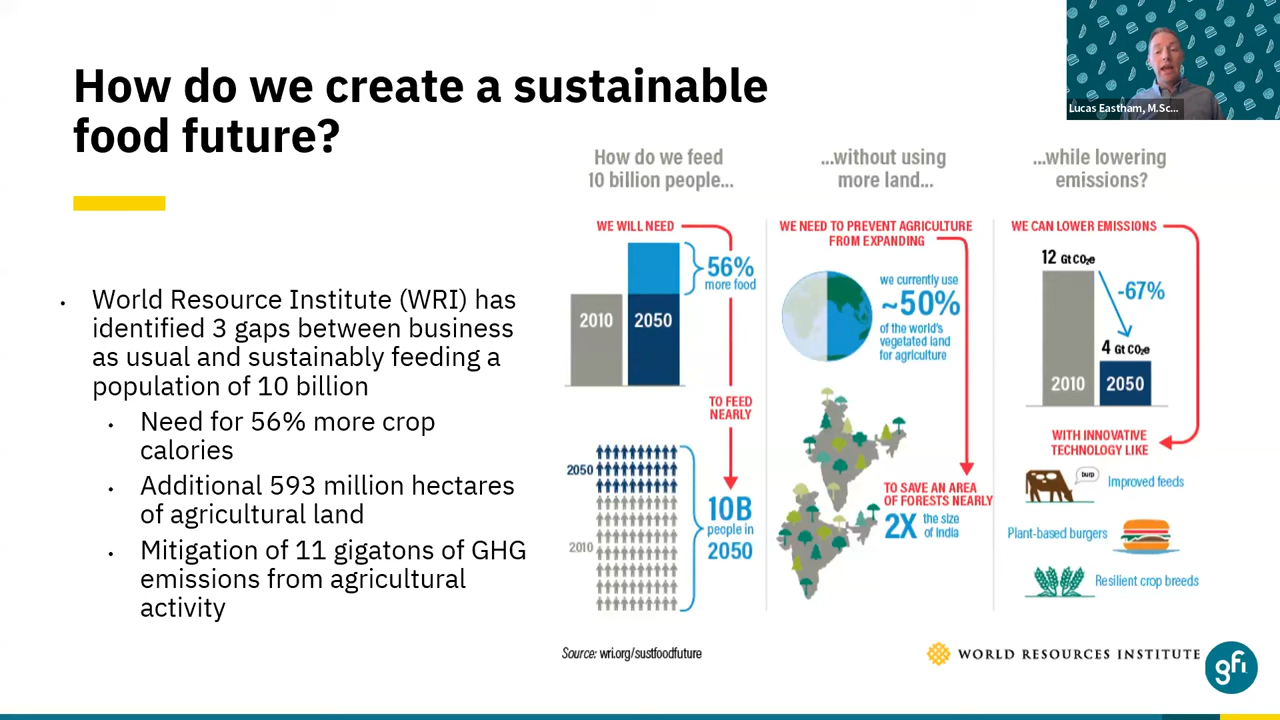 How do we create a sustainable
food future?
Lucas Eastham, M.Sc...
• World Resource Institute (WRI) has
identified 3 gaps between business
as usual and sustainably feeding a
population of 10 billion
• Need for 56% more crop
calories
• Additional 593 million hectares
of agricultural land
• Mitigation of 11 gigatons of GHG
emissions from agricultural
activity
How do we feed
10 billion people...
WE WILL NEED
56%
more food
2010
2050
TO FEED
NEARLY
2050
2010
10B
people in
2050
...without using
more land...
WE NEED TO PREVENT AGRICULTURE
FROM EXPANDING
we currently use
~50%
of the world's
vegetated land
for agriculture
TO SAVE AN AREA
OF FORESTS NEARLY
2X the size
of India
...while lowering
emissions?
WE CAN LOWER EMISSIONS
12 Gt CO₂e
-67%
4 Gt CO₂e
2010
2050
WITH INNOVATIVE
TECHNOLOGY LIKE
Improved feeds
Plant-based burgers
Resilient crop breeds
Source: wri.org/sustfoodfuture
WORLD RESOURCES INSTITUTE
gfi